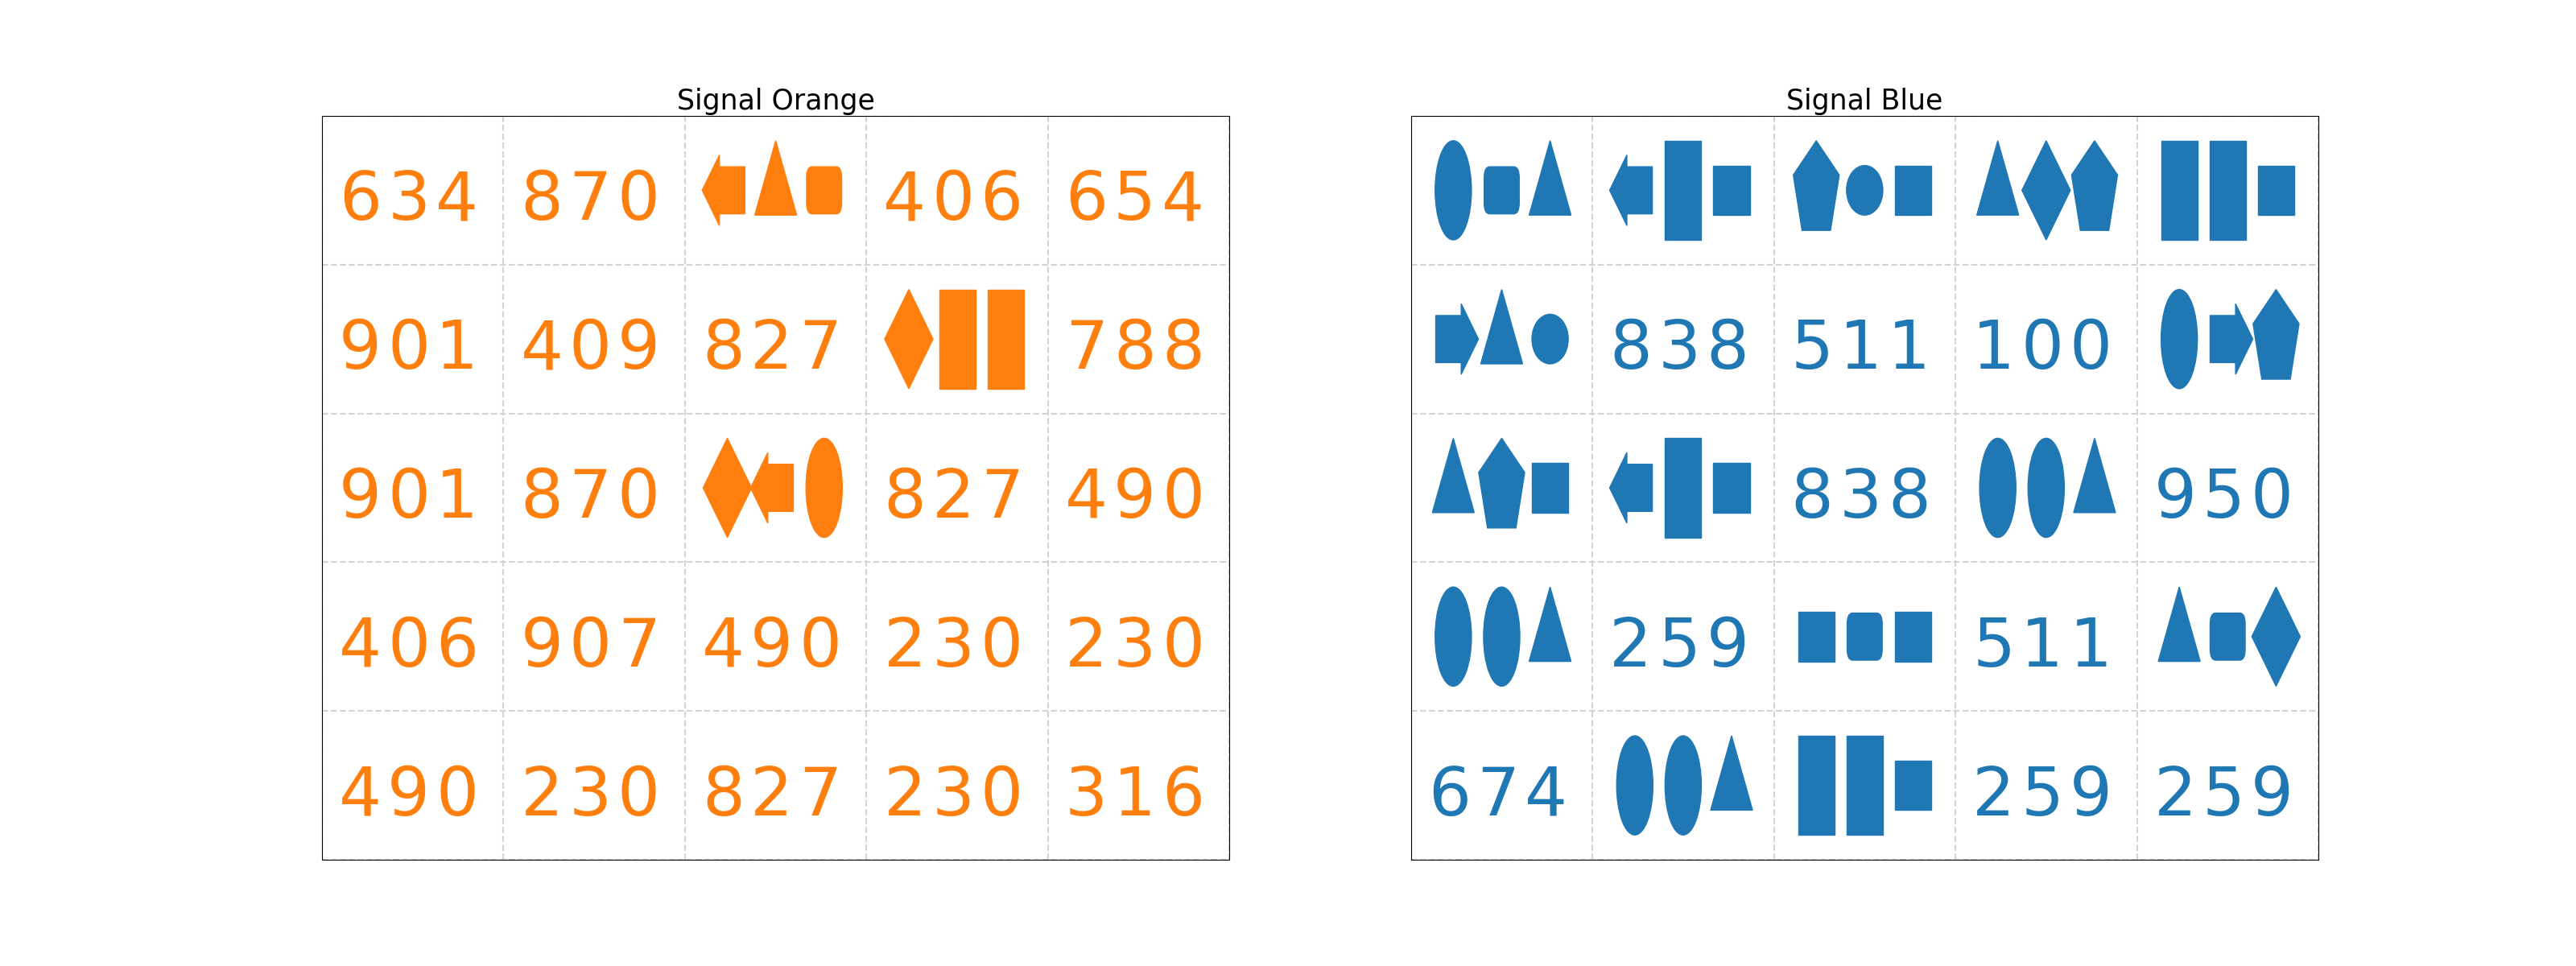 Signal Orange
634 870 406 654
901 409 827 788
901 870 827 490
406 907 490 230 230
490 230 827 230 316
Signal Blue
838 511 100
838 950
259 511
674 259 259